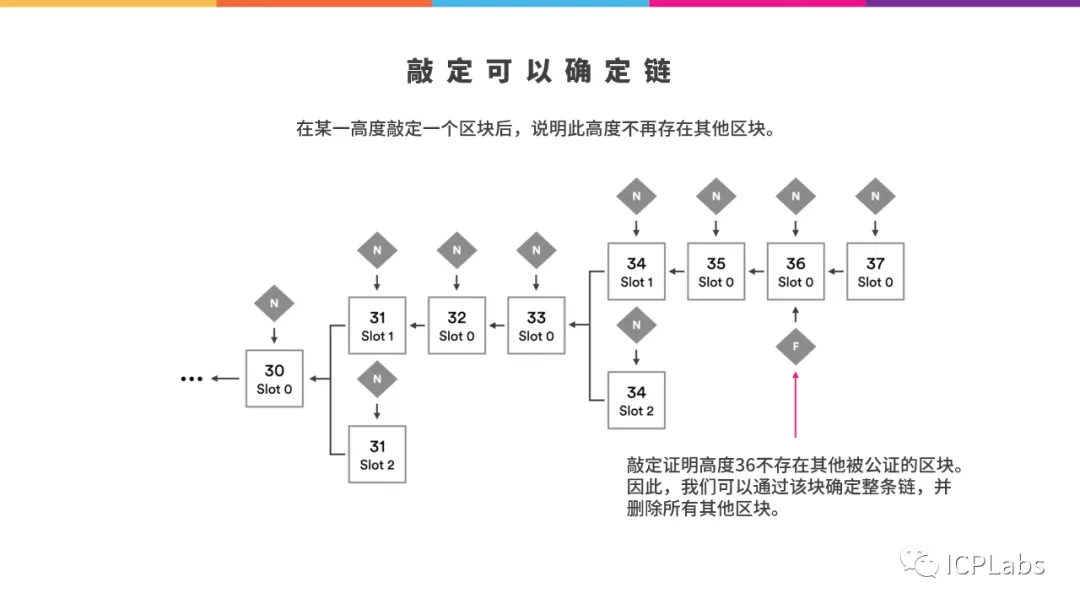 敲定可以确定链
在某一高度敲定一个区块后，说明此高度不再存在其他区块。
N N N N
N N N
34 35 36 37
Slot 1 Slot 0 Slot 0 Slot 0
N
31 32 33
Slot 1 Slot 0 Slot 0
N
F
30
Slot 0
N
34
Slot 2
31
Slot 2
敲定证明高度36不存在其他被公证的区块。
因此，我们可以通过该块确定整条链，并
删除所有其他区块。
ICPLabs